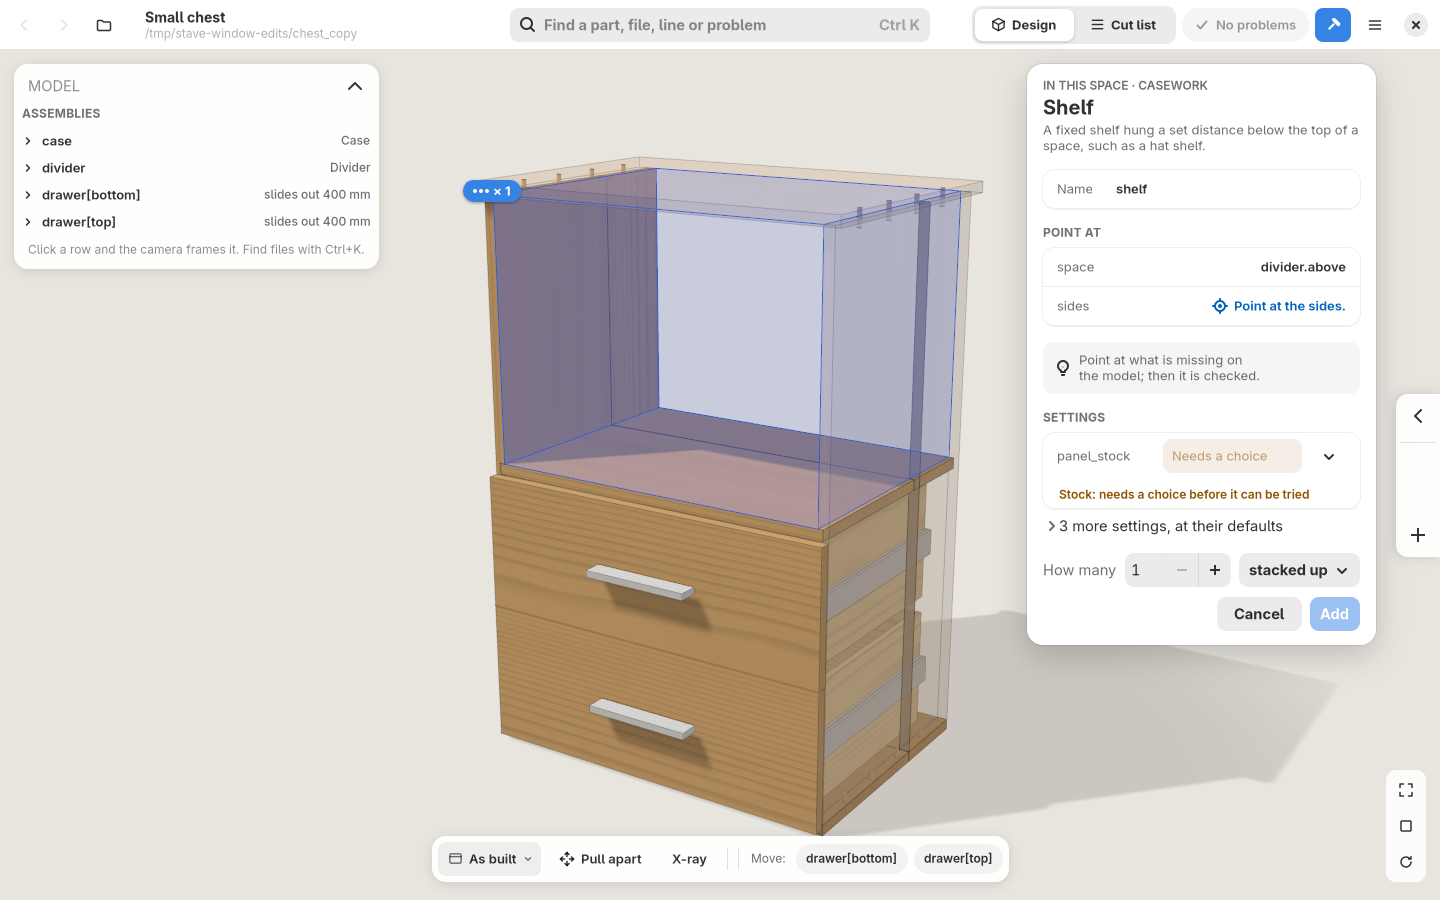 Small chest
/tmp/stave-window-edits/chest_copy
Find a part, file, line or problem
Ctrl K
Design
Cut list
No problems
MODEL
ASSEMBLIES
case
Case
divider
Divider
drawer[bottom]
slides out 400 mm
drawer[top]
slides out 400 mm
Click a row and the camera frames it. Find files with Ctrl+K.
••• × 1
IN THIS SPACE · CASEWORK
Shelf
A fixed shelf hung a set distance below the top of a
space, such as a hat shelf.
Name
shelf
POINT AT
space
divider.above
sides
Point at the sides.
Point at what is missing on
the model; then it is checked.
SETTINGS
panel_stock
Needs a choice
Stock: needs a choice before it can be tried
3 more settings, at their defaults
How many
1
stacked up
Cancel
Add
As built
Pull apart
X-ray
Move:
drawer[bottom]
drawer[top]